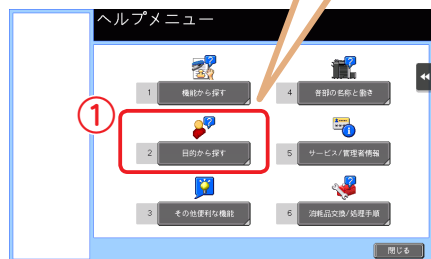 ヘルプメニュー
1 機能から探す
4 各部の名称と働き
①
2 目的から探す
5 サービス/管理者情報
3 その他便利な機能
6 消耗品交換/処理手順
閉じる